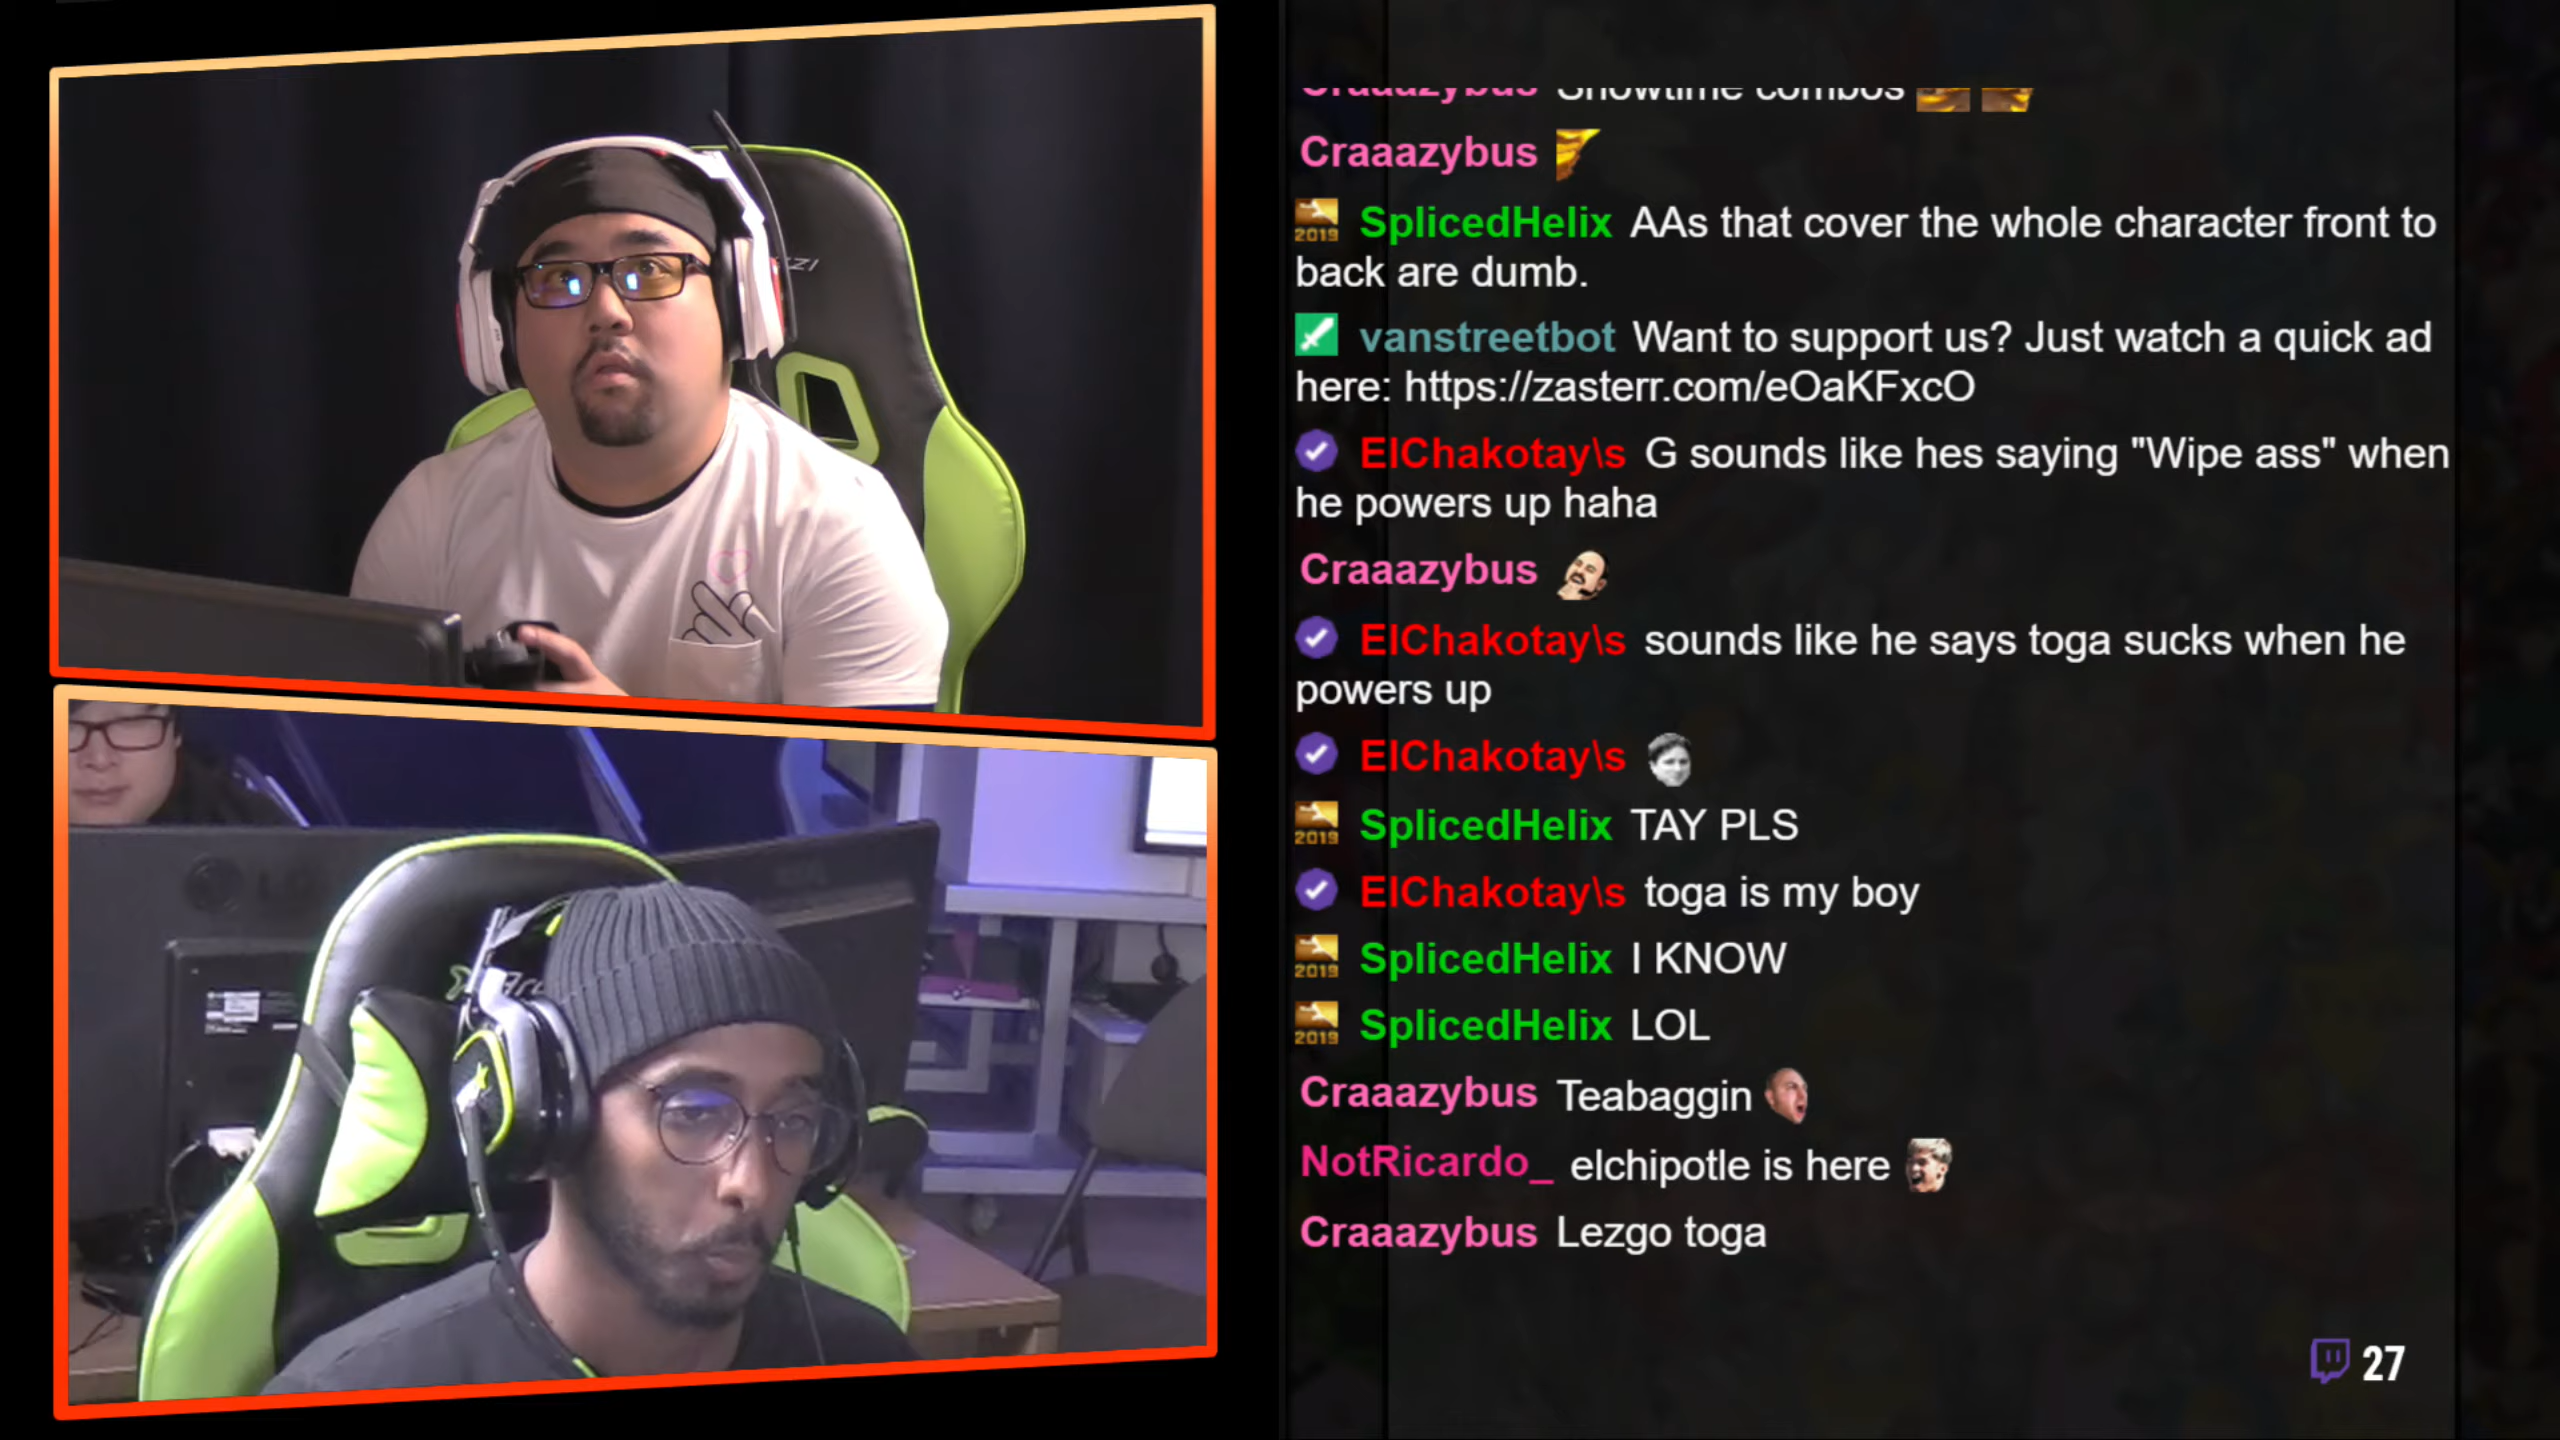 Craaazybus Showtime combos
Craaazybus
2019 SplicedHelix AAs that cover the whole character front to
back are dumb.
vanstreetbot Want to support us? Just watch a quick ad
here: https://zasterr.com/eOaKFxcO
ElChakotay\s G sounds like hes saying "Wipe ass" when
he powers up haha
Craaazybus
ElChakotay\s sounds like he says toga sucks when he
powers up
ElChakotay\s
2019 SplicedHelix TAY PLS
ElChakotay\s toga is my boy
2019 SplicedHelix I KNOW
2019 SplicedHelix LOL
Craaazybus Teabaggin
NotRicardo_ elchipotle is here
Craaazybus Lezgo toga
27